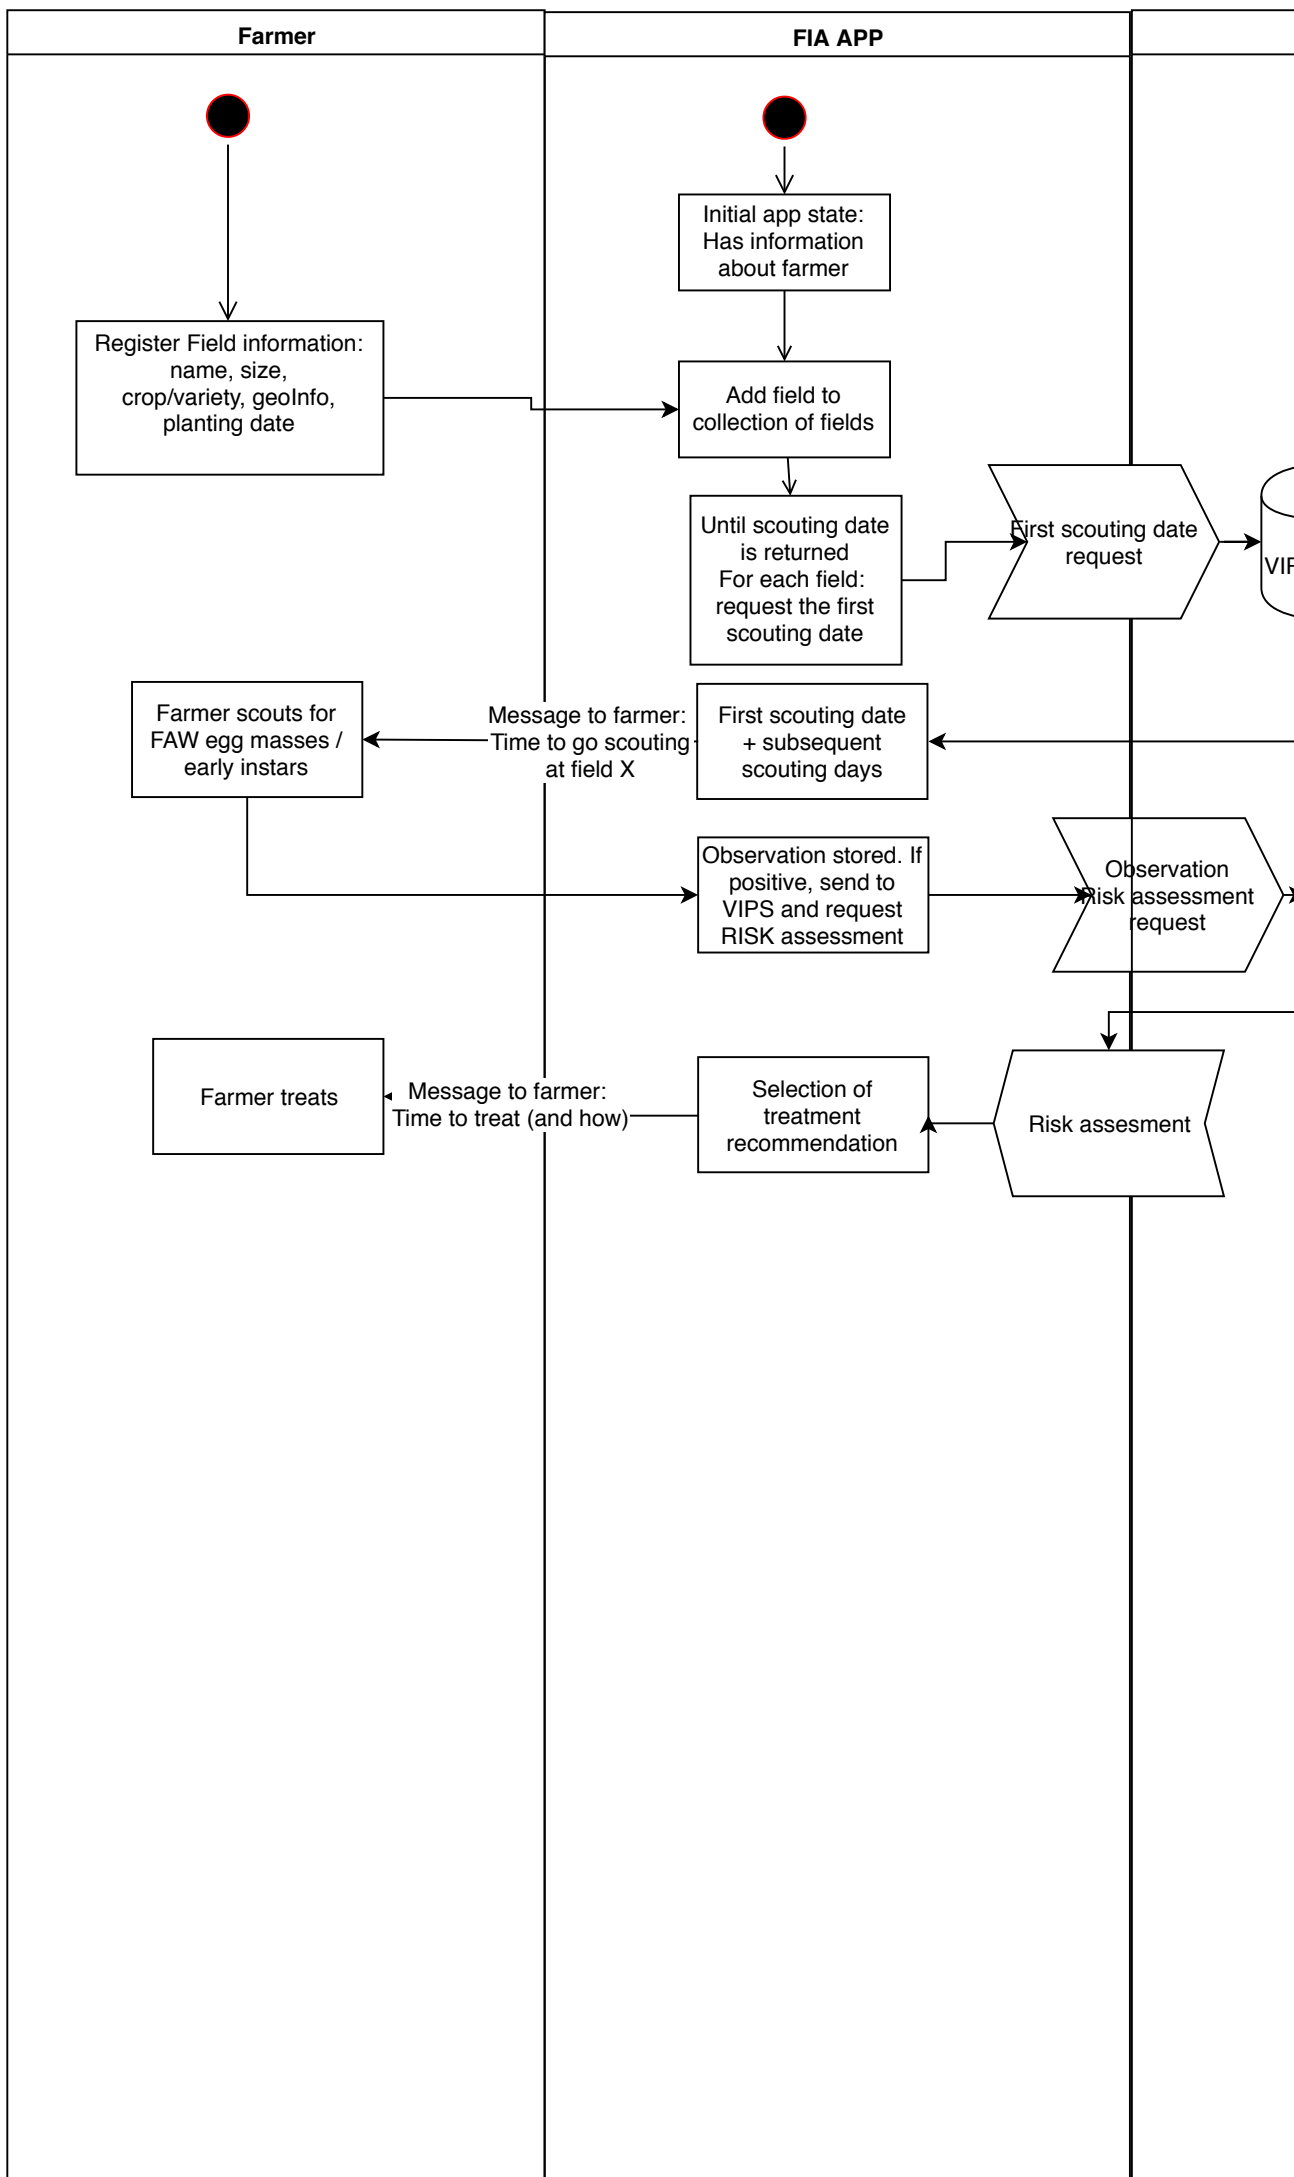 Farmer
FIA APP
Initial app state:
Has information
about farmer
Register Field information:
name, size,
crop/variety, geoInfo,
planting date
Add field to
collection of fields
Until scouting date
is returned
For each field:
request the first
scouting date
First scouting date
request
Farmer scouts for
FAW egg masses /
early instars
Message to farmer:
Time to go scouting
at field X
First scouting date
+ subsequent
scouting days
Observation stored. If
positive, send to
VIPS and request
RISK assessment
Observation
Risk assessment
request
Farmer treats
Message to farmer:
Time to treat (and how)
Selection of
treatment
recommendation
Risk assesment